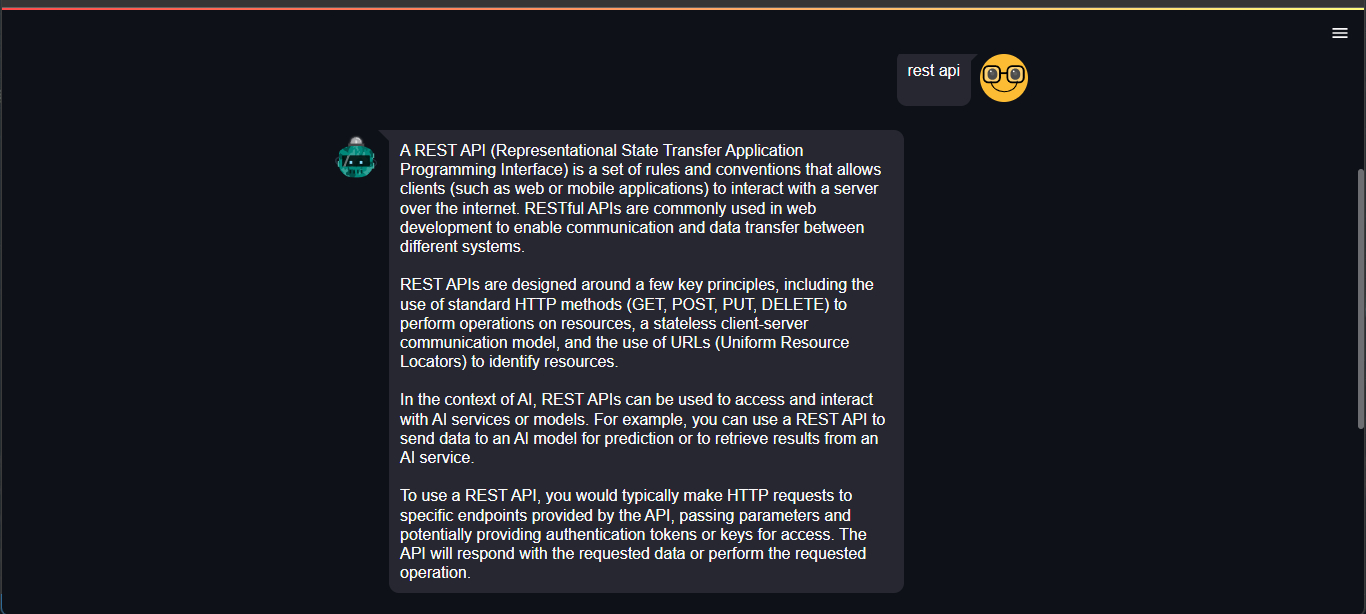 rest api
A REST API (Representational State Transfer Application
Programming Interface) is a set of rules and conventions that allows
clients (such as web or mobile applications) to interact with a server
over the internet. RESTful APIs are commonly used in web
development to enable communication and data transfer between
different systems.
REST APIs are designed around a few key principles, including the
use of standard HTTP methods (GET, POST, PUT, DELETE) to
perform operations on resources, a stateless client-server
communication model, and the use of URLs (Uniform Resource
Locators) to identify resources.
In the context of AI, REST APIs can be used to access and interact
with AI services or models. For example, you can use a REST API to
send data to an AI model for prediction or to retrieve results from an
AI service.
To use a REST API, you would typically make HTTP requests to
specific endpoints provided by the API, passing parameters and
potentially providing authentication tokens or keys for access. The
API will respond with the requested data or perform the requested
operation.